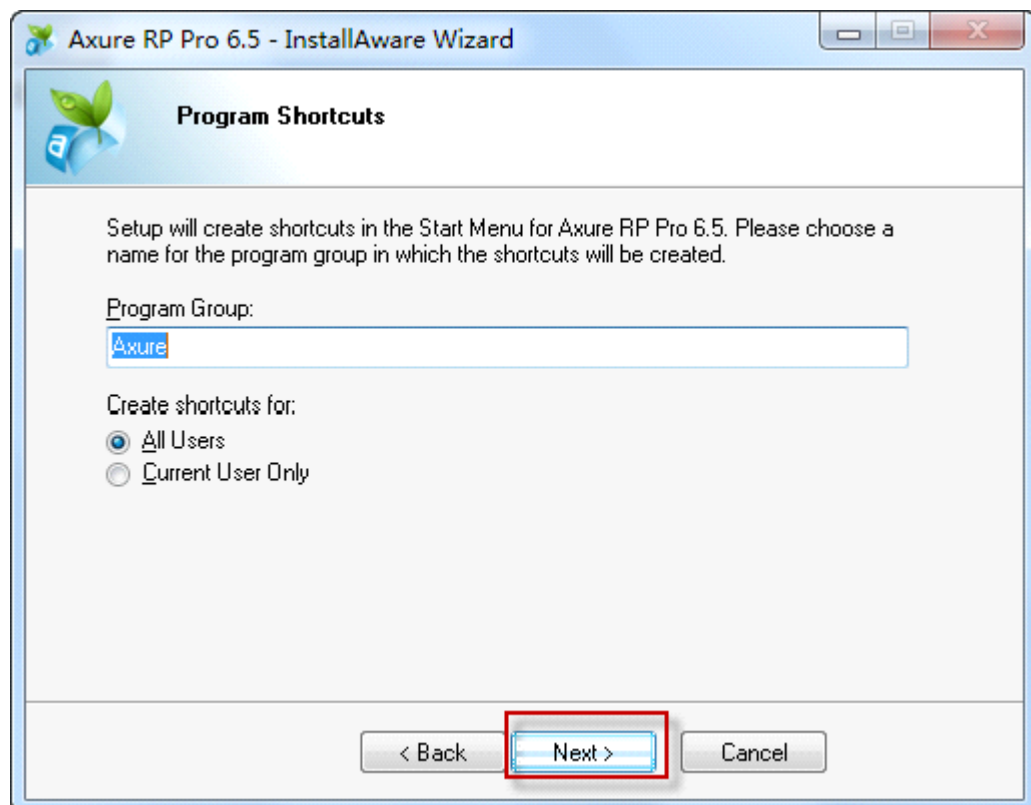 Axure RP Pro 6.5 - InstallAware Wizard
Program Shortcuts
a
Setup will create shortcuts in the Start Menu for Axure RP Pro 6.5. Please choose a
name for the program group in which the shortcuts will be created.
Program Group:
Axure
Create shortcuts for:
All Users
Current User Only
< Back Next > Cancel